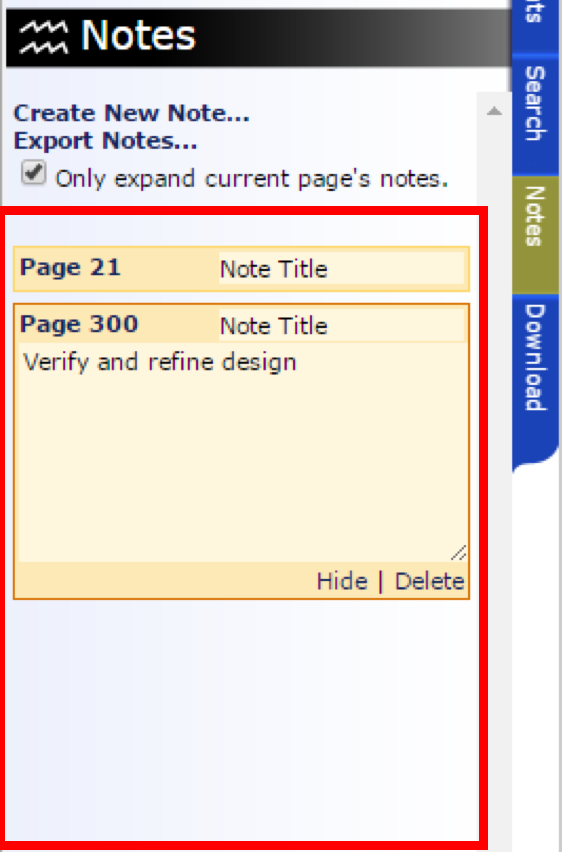 Notes
Create New Note...
Export Notes...
Only expand current page's notes.
Page 21 Note Title
Page 300 Note Title
Verify and refine design
Hide | Delete
Search
Notes
Download